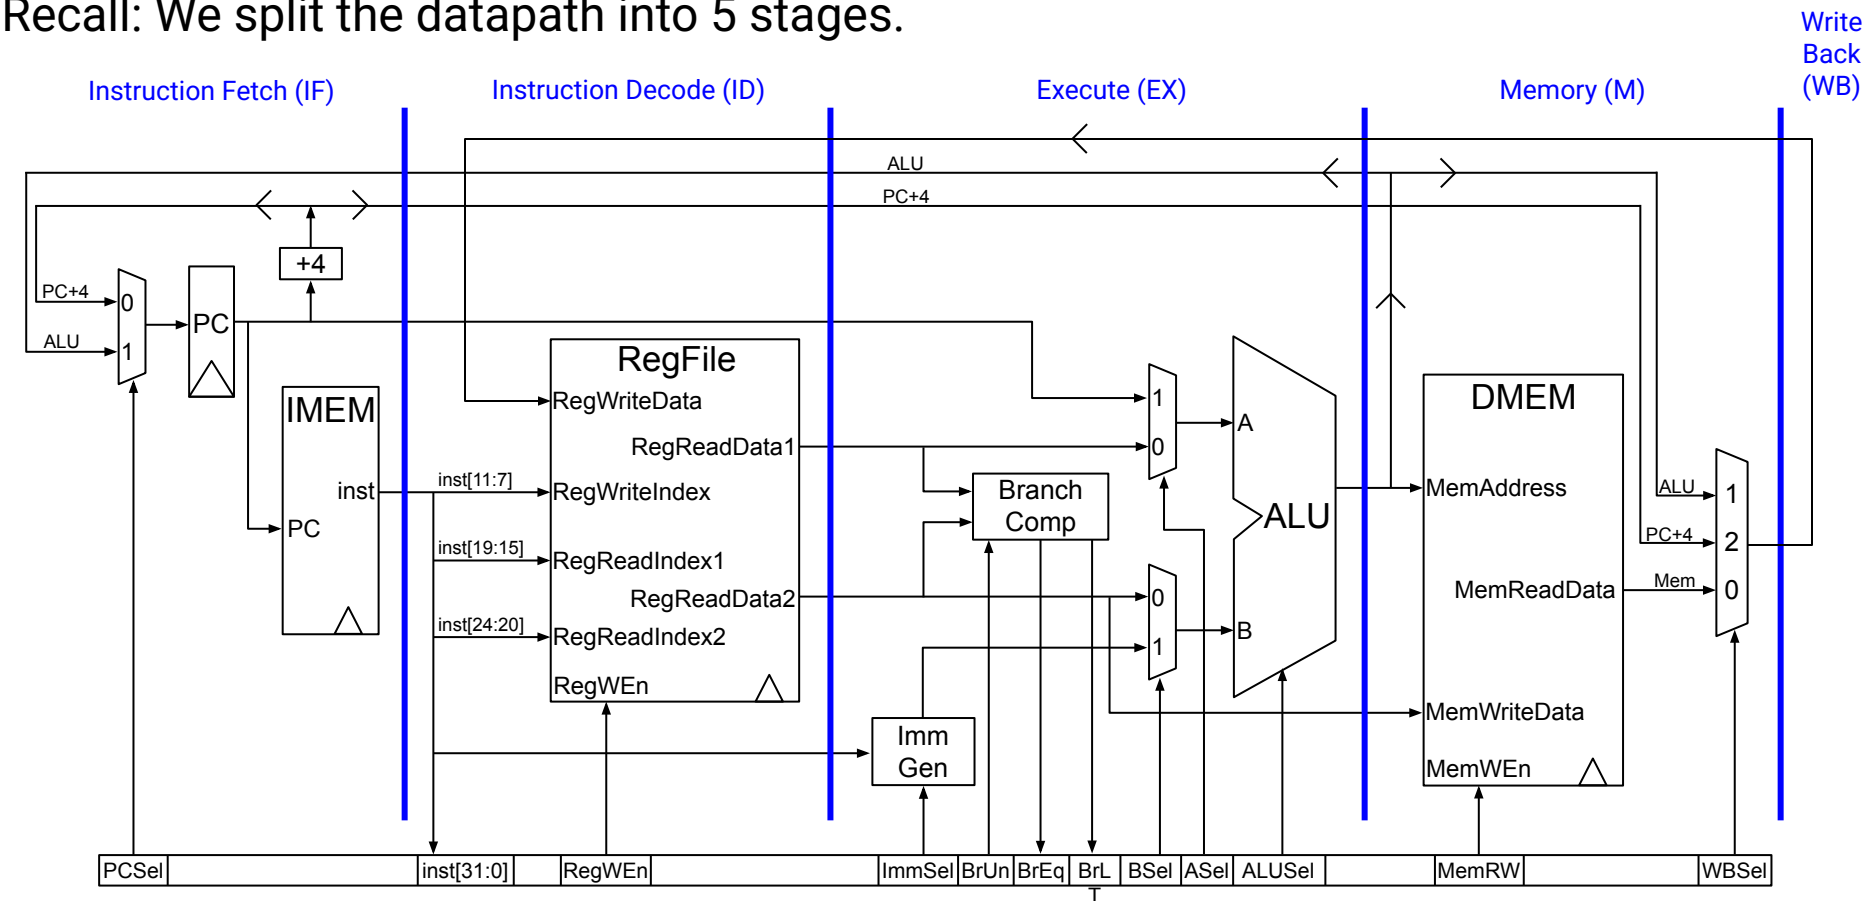 Recall: We split the datapath into 5 stages.
Write
Back
(WB)
Instruction Fetch (IF)
Instruction Decode (ID)
Execute (EX)
Memory (M)
ALU
PC+4
+4
PC+4
0
ALU
1
PC
IMEM
inst
PC
inst[11:7]
inst[19:15]
inst[24:20]
RegFile
RegWriteData
RegReadData1
RegWriteIndex
RegReadIndex1
RegReadData2
RegReadIndex2
RegWEn
Branch
Comp
Imm
Gen
1
0
0
1
A
ALU
B
DMEM
MemAddress
MemReadData
MemWriteData
MemWEn
ALU
1
PC+4
2
Mem
0
PCSel
inst[31:0]
RegWEn
ImmSel
BrUn
BrEq
BrL
T
BSel
ASel
ALUSel
MemRW
WBSel